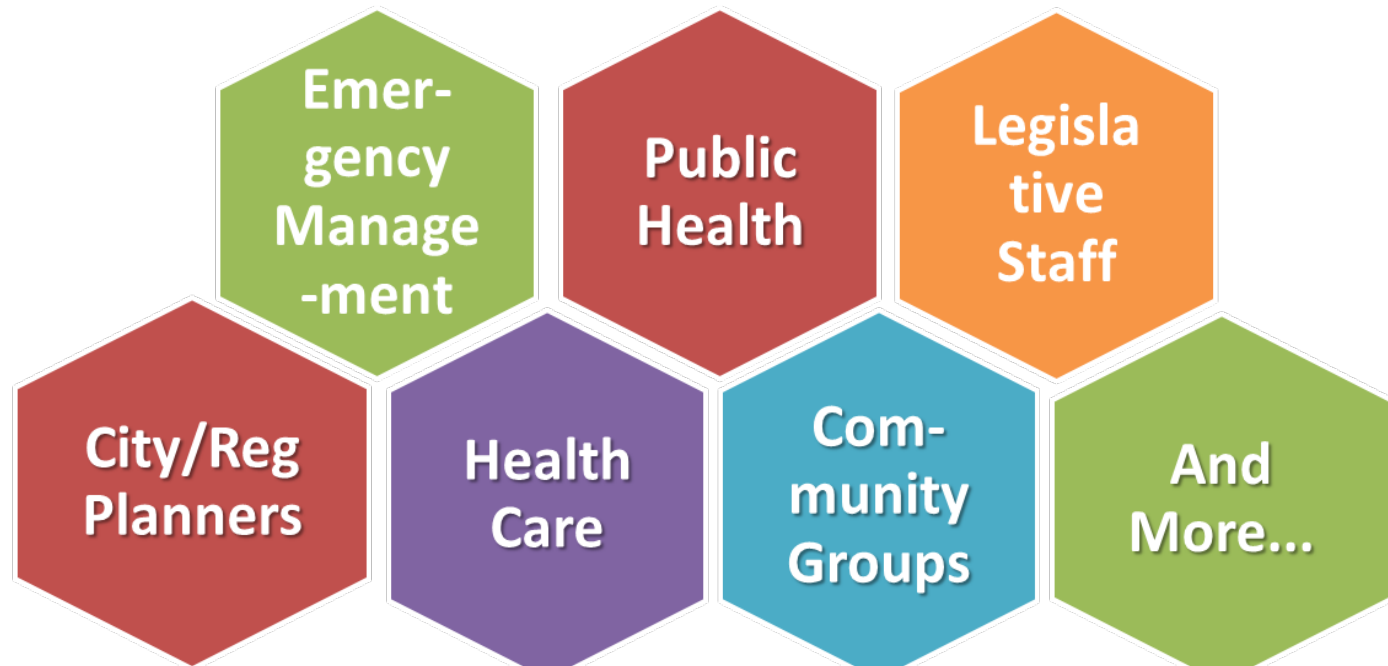 Emer-
gency
Manage
-ment
Public
Health
Legisla
tive
Staff
City/Reg
Planners
Health
Care
Com-
munity
Groups
And
More...